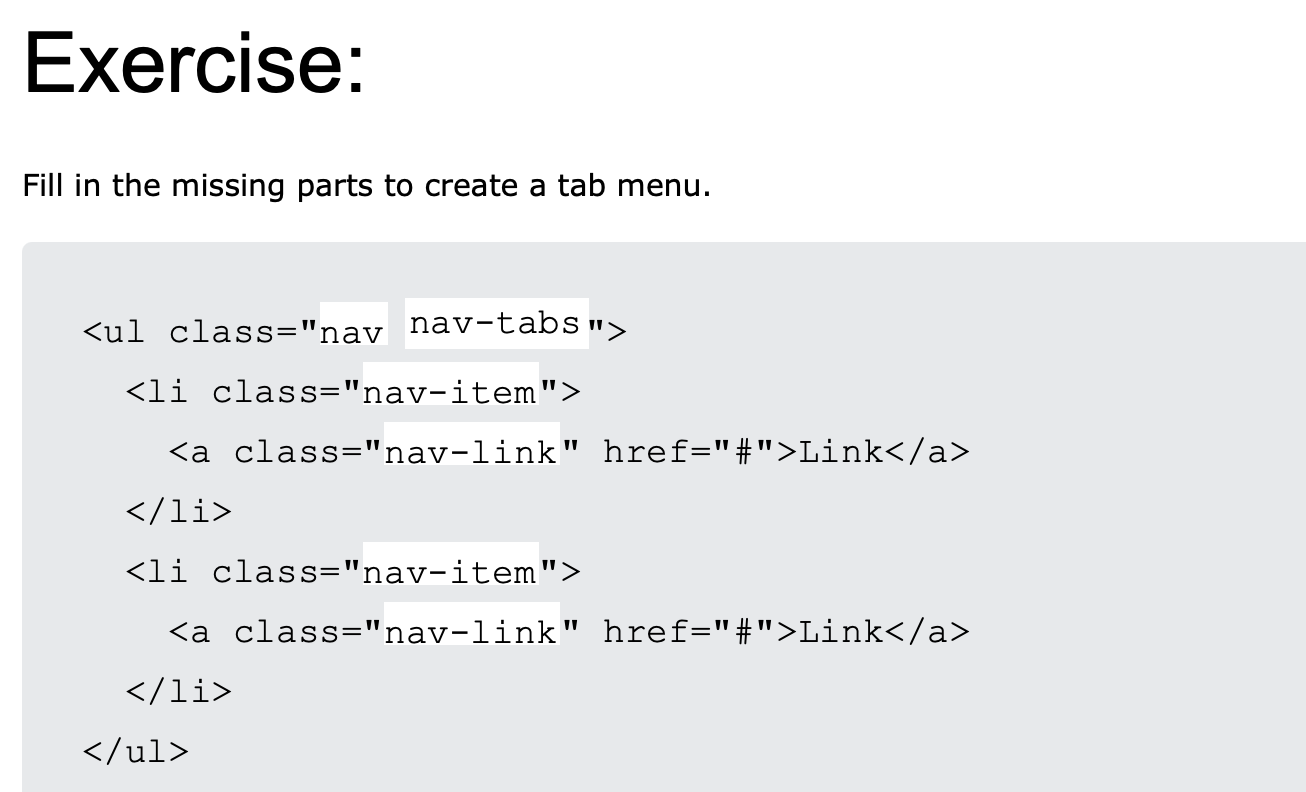 Exercise:
Fill in the missing parts to create a tab menu.
<ul class="nav nav-tabs">
<li class="nav-item">
<a class="nav-link" href="#">Link</a>
</li>
<li class="nav-item">
<a class="nav-link" href="#">Link</a>
</li>
</ul>